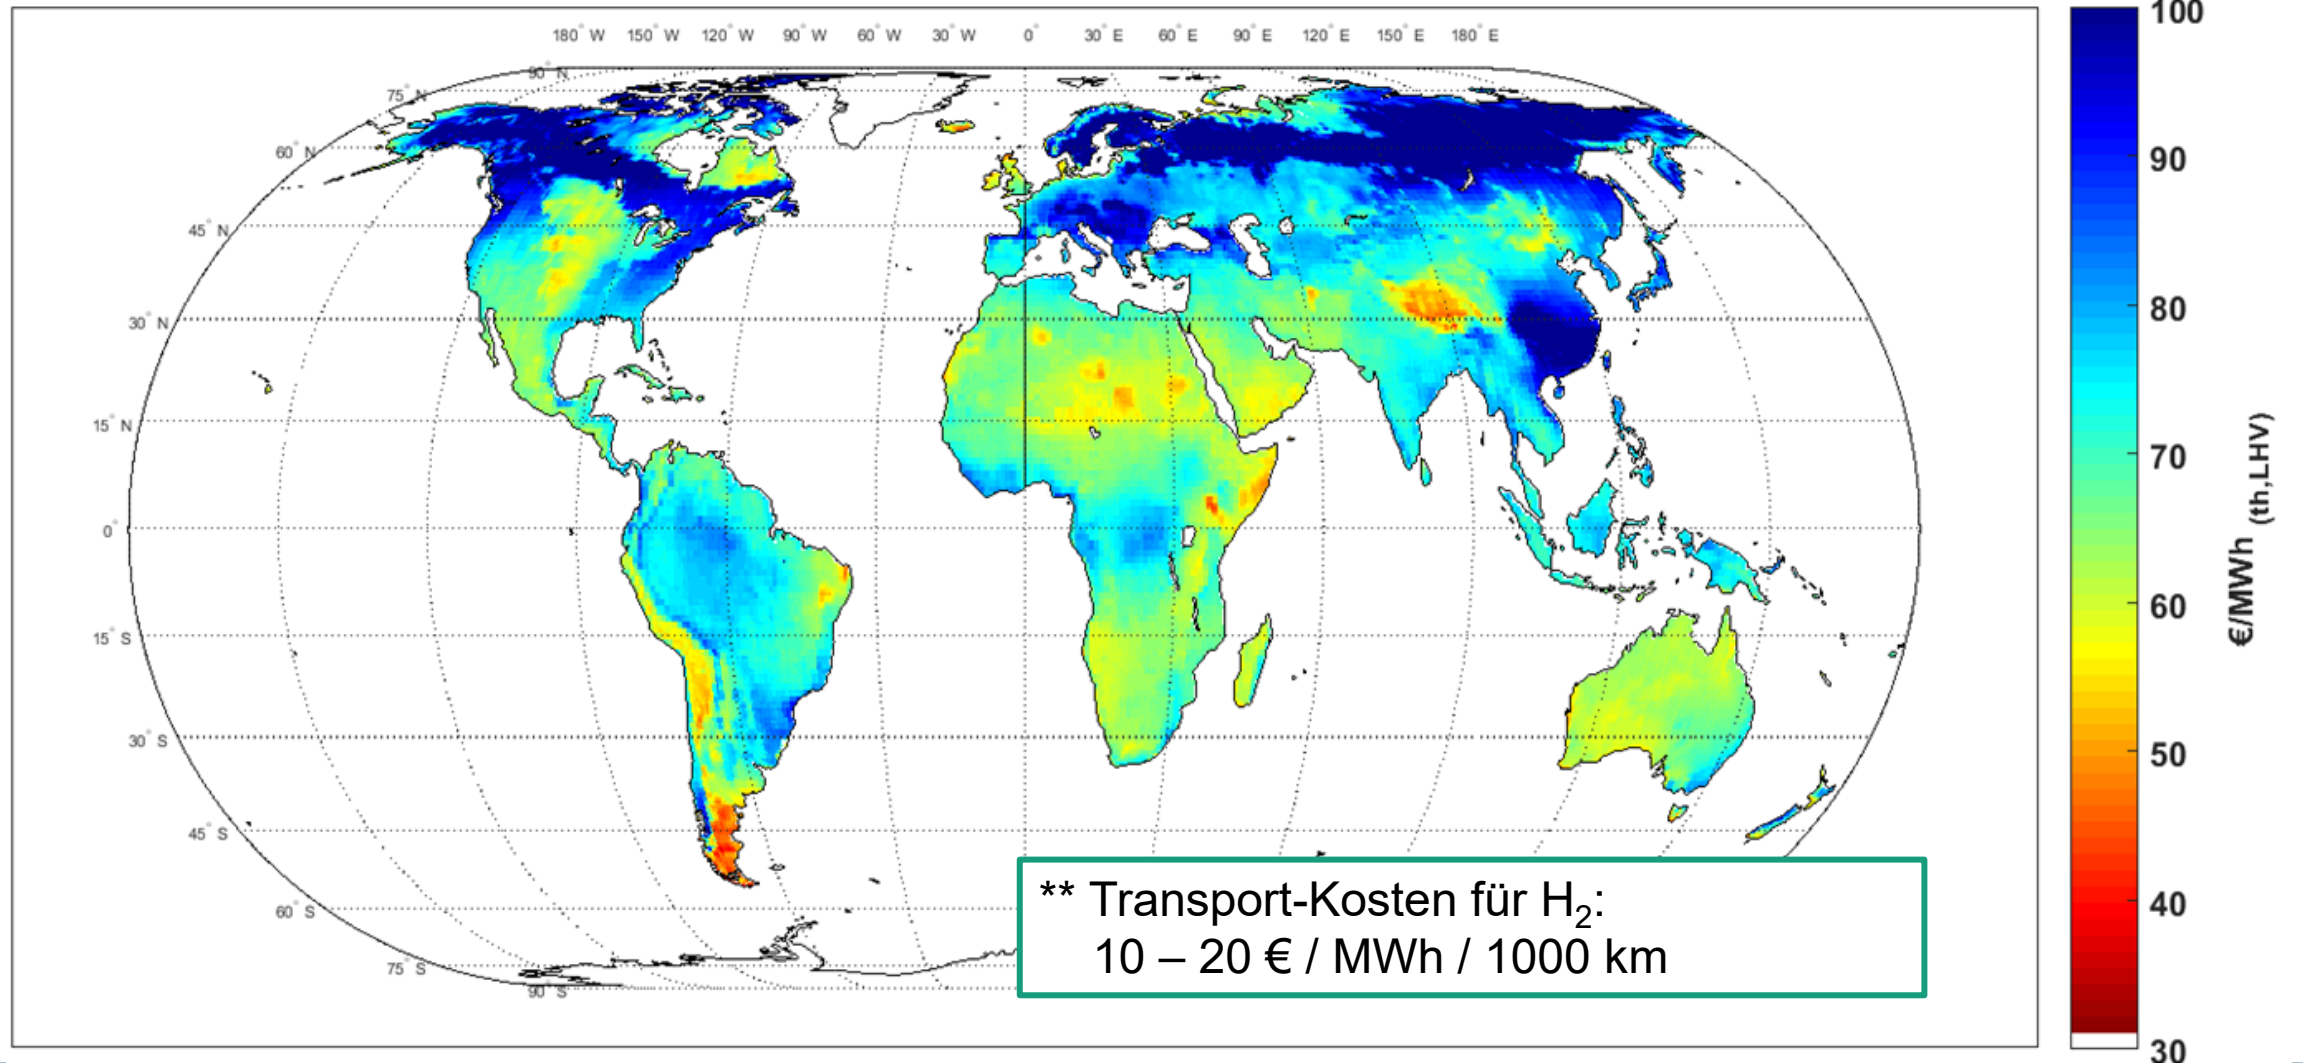 180° W 150° W 120° W 90° W 60° W 30° W 0° 30° E 60° E 90° E 120° E 150° E 180° E
90° N
75° N
60° N
45° N
30° N
15° N
0°
15° S
30° S
45° S
60° S
75° S
90° S
** Transport-Kosten für H₂:
10 – 20 € / MWh / 1000 km
100
90
80
70
60
50
40
30
€/MWh (th,LHV)